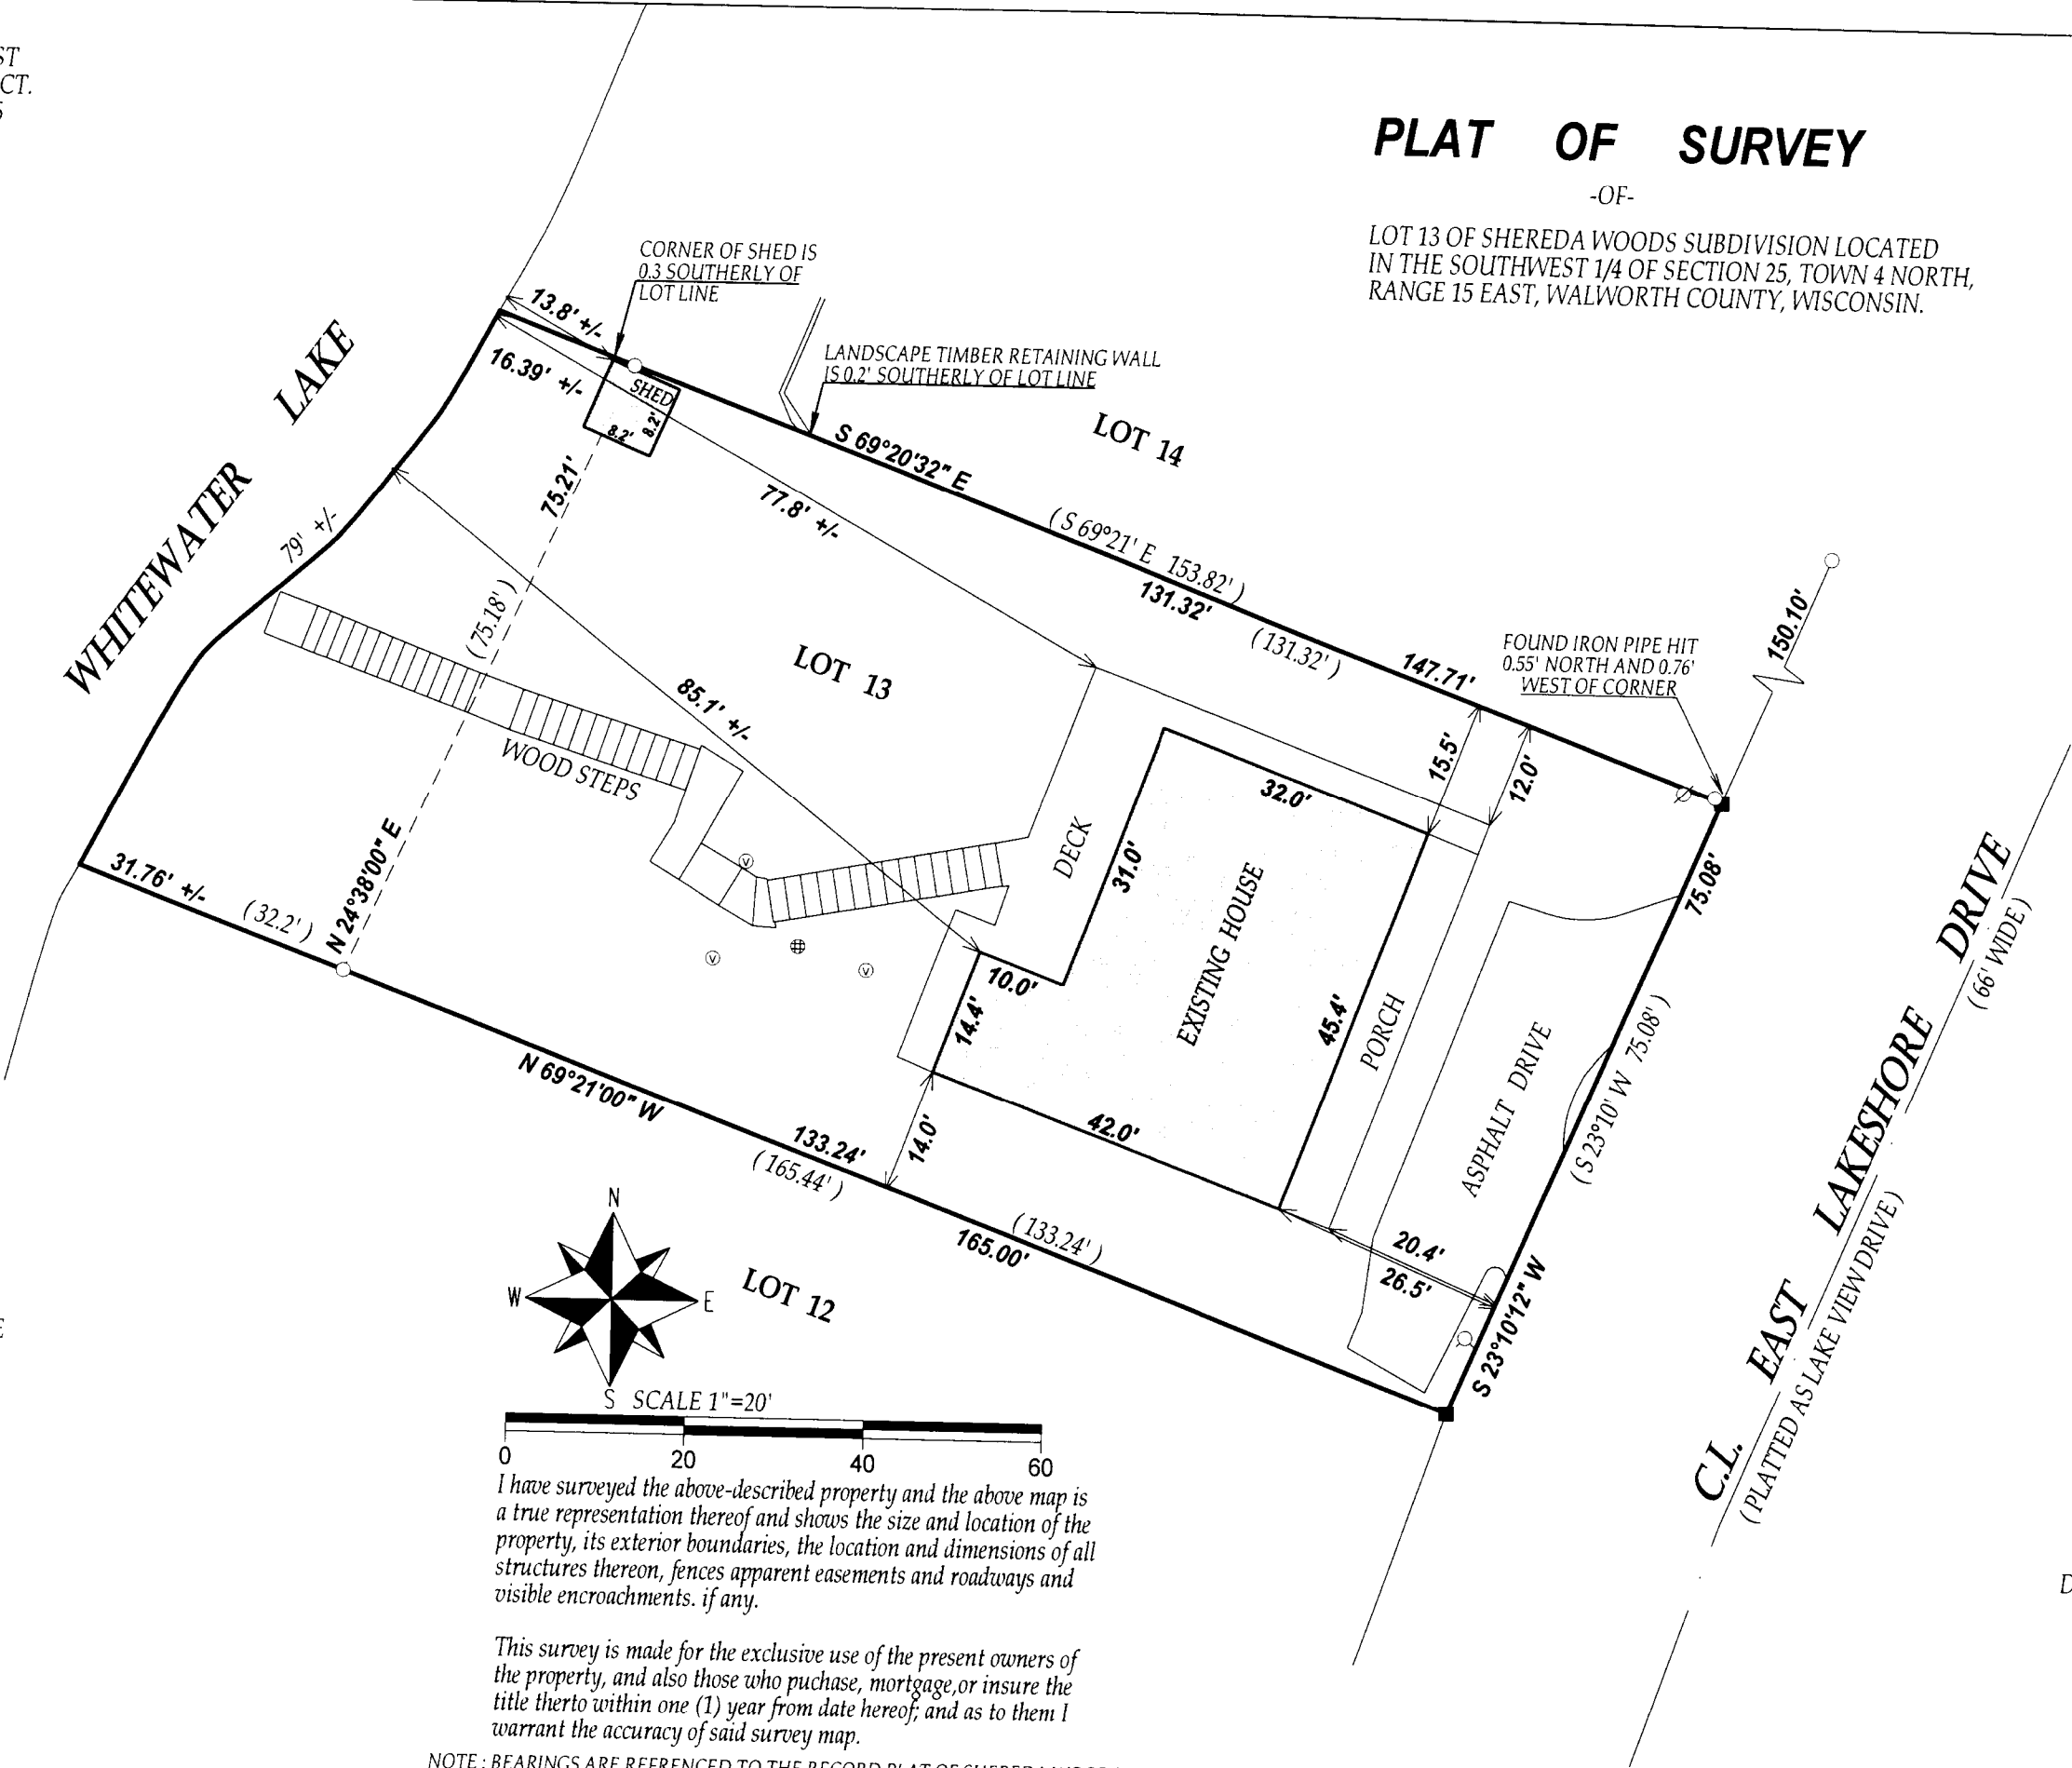 ST
CT.
PLAT OF SURVEY
-OF-
LOT 13 OF SHEREDA WOODS SUBDIVISION LOCATED
IN THE SOUTHWEST 1/4 OF SECTION 25, TOWN 4 NORTH,
RANGE 15 EAST, WALWORTH COUNTY, WISCONSIN.
CORNER OF SHED IS
0.3 SOUTHERLY OF
LOT LINE
13.8' +/-
16.39' +/-
SHED
8.2'
8.2'
LANDSCAPE TIMBER RETAINING WALL
IS 0.2' SOUTHERLY OF LOT LINE
LOT 14
S 69°20'32" E
(S 69°21' E 153.82')
131.32'
(131.32')
147.71'
FOUND IRON PIPE HIT
0.55' NORTH AND 0.76'
WEST OF CORNER
150.10'
WHITEWATER LAKE
79' +/-
75.21'
(75.18')
77.8' +/-
LOT 13
85.1' +/-
WOOD STEPS
N 24°38'00" E
31.76' +/-
(32.2')
15.5'
12.0'
32.0'
DECK
31.0'
EXISTING HOUSE
10.0'
14.4'
45.4'
PORCH
42.0'
14.0'
ASPHALT DRIVE
75.08'
(S 23°10' W 75.08')
20.4'
26.5'
S 23°10'12" W
C.L. EAST LAKESHORE DRIVE
(66' WIDE)
(PLATTED AS LAKE VIEW DRIVE)
N 69°21'00" W
133.24'
(165.44')
(133.24')
165.00'
LOT 12
V
V
V
N
W
E
S
SCALE 1"=20'
0 20 40 60
I have surveyed the above-described property and the above map is
a true representation thereof and shows the size and location of the
property, its exterior boundaries, the location and dimensions of all
structures thereon, fences apparent easements and roadways and
visible encroachments. if any.
This survey is made for the exclusive use of the present owners of
the property, and also those who puchase, mortgage,or insure the
title therto within one (1) year from date hereof; and as to them I
warrant the accuracy of said survey map.
NOTE : BEARINGS ARE REFERENCED TO THE RECORD PLAT OF